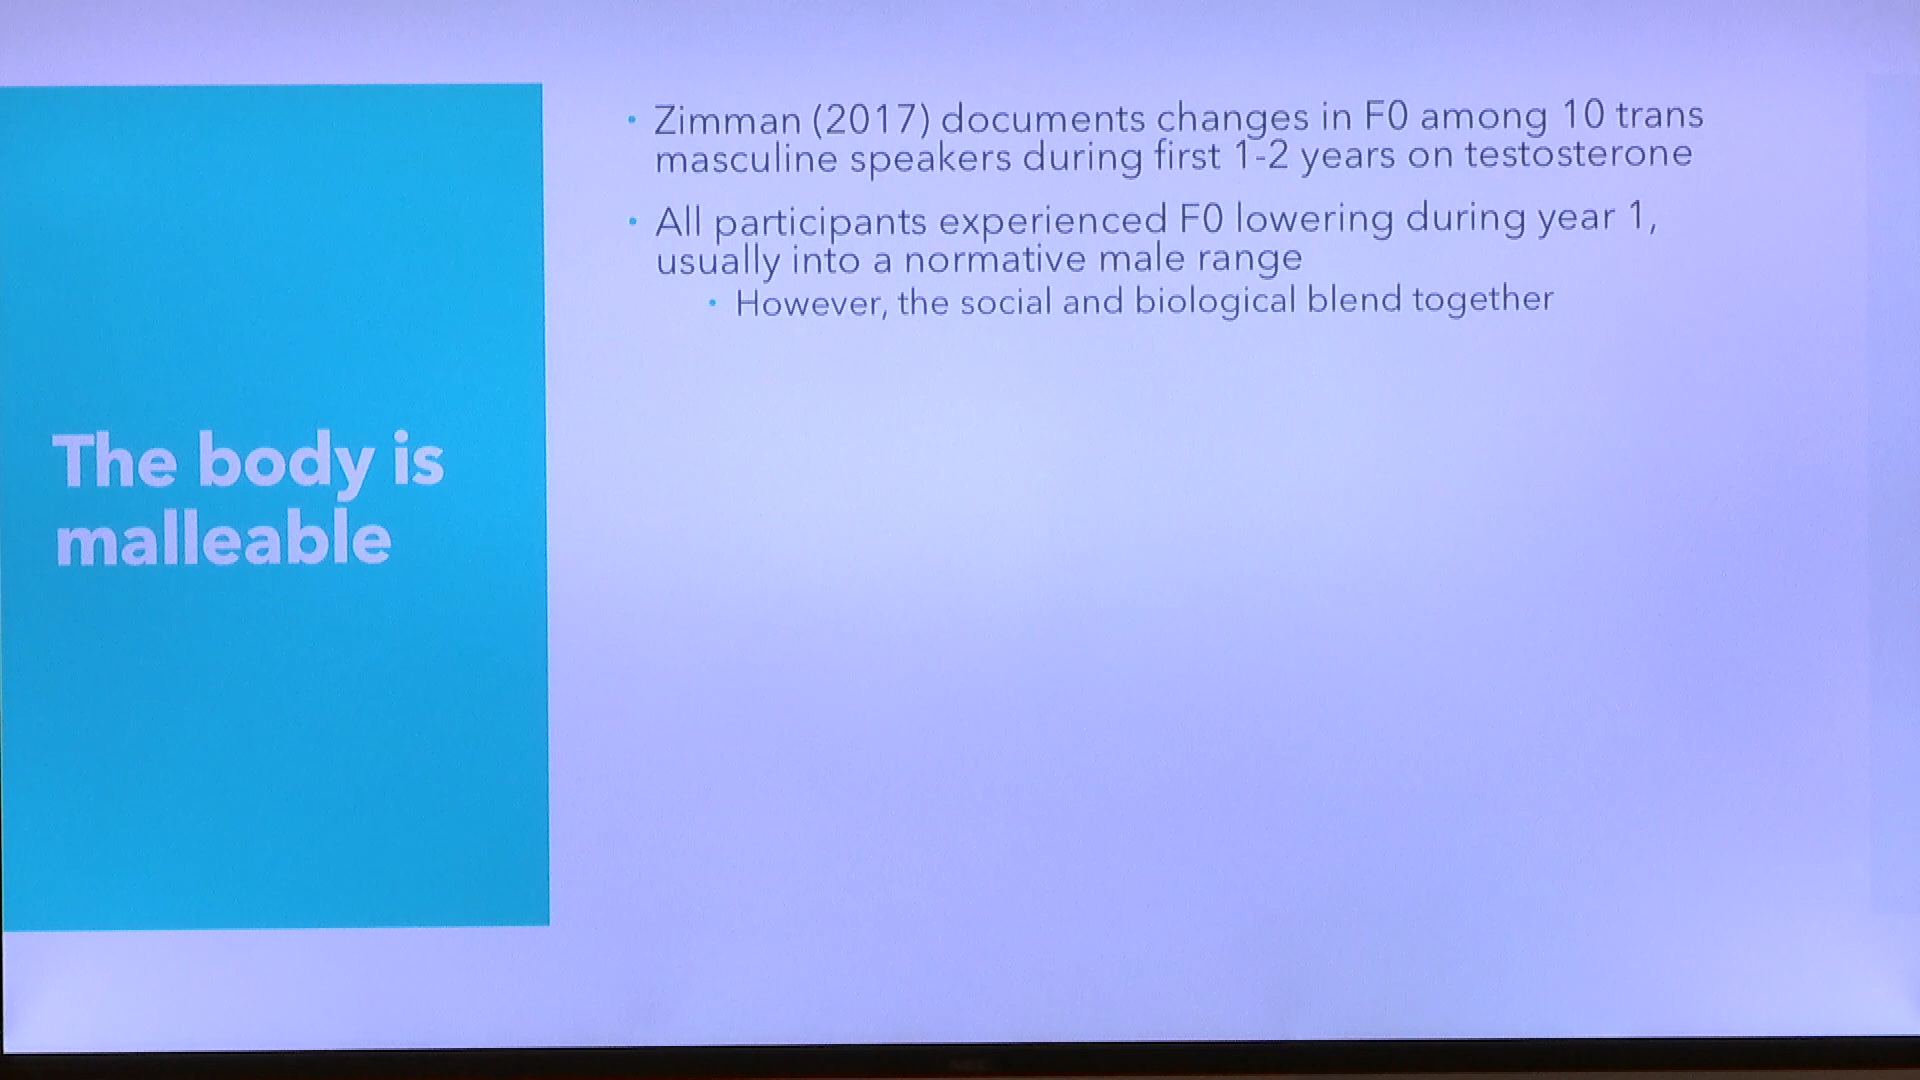 The body is
malleable
• Zimman (2017) documents changes in F0 among 10 trans
masculine speakers during first 1-2 years on testosterone
• All participants experienced F0 lowering during year 1,
usually into a normative male range
• However, the social and biological blend together